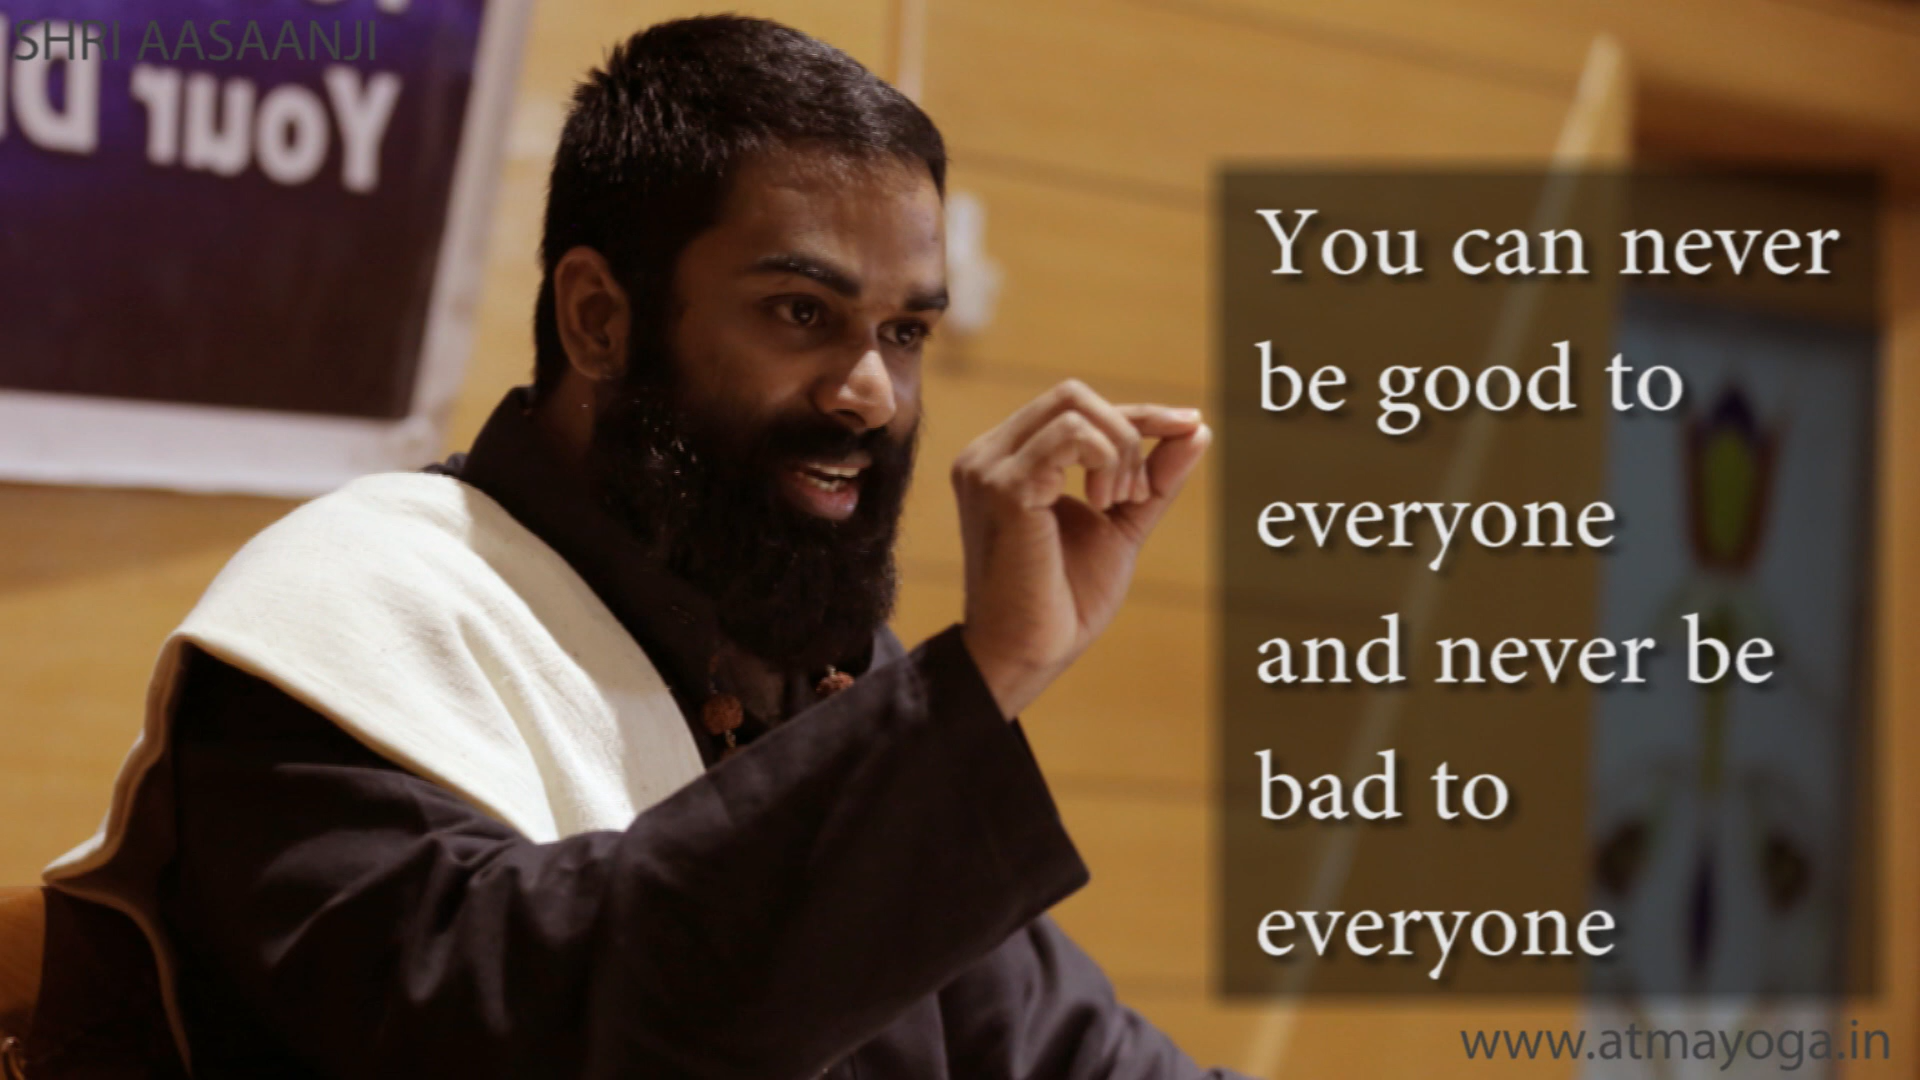 SHRI AASAANJI
Your D
You can never
be good to
everyone
and never be
bad to
everyone
www.atmayoga.in